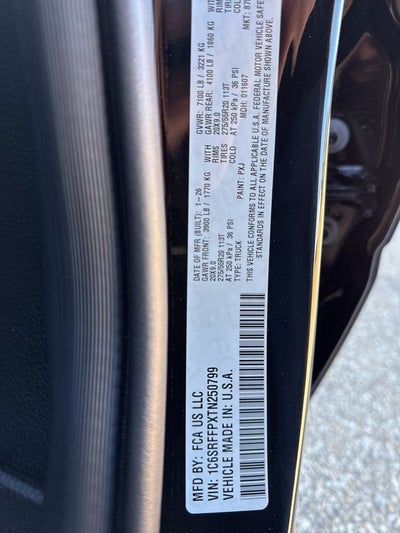 MFD BY: FCA US LLC
DATE OF MFR (BUILT): 1-26
GVWR: 7100 LB / 3221 KG
GAWR FRONT: 3900 LB / 1770 KG WITH
GAWR REAR: 4100 LB / 1860 KG WITH
20X9.0 RIMS
20X9.0
275/55R20 113T TIRES
275/55R20 113T
AT 250 kPa / 36 PSI COLD
AT 250 kPa / 36 PSI COLD
TYPE: TRUCK PAINT: PXJ MDH: 011607 MKT:
THIS VEHICLE CONFORMS TO ALL APPLICABLE U.S.A. FEDERAL MOTOR VEHICLE
STANDARDS IN EFFECT ON THE DATE OF MANUFACTURE SHOWN ABOVE.
VIN: 1C6SRFFPXTN250799
VEHICLE MADE IN: U.S.A.